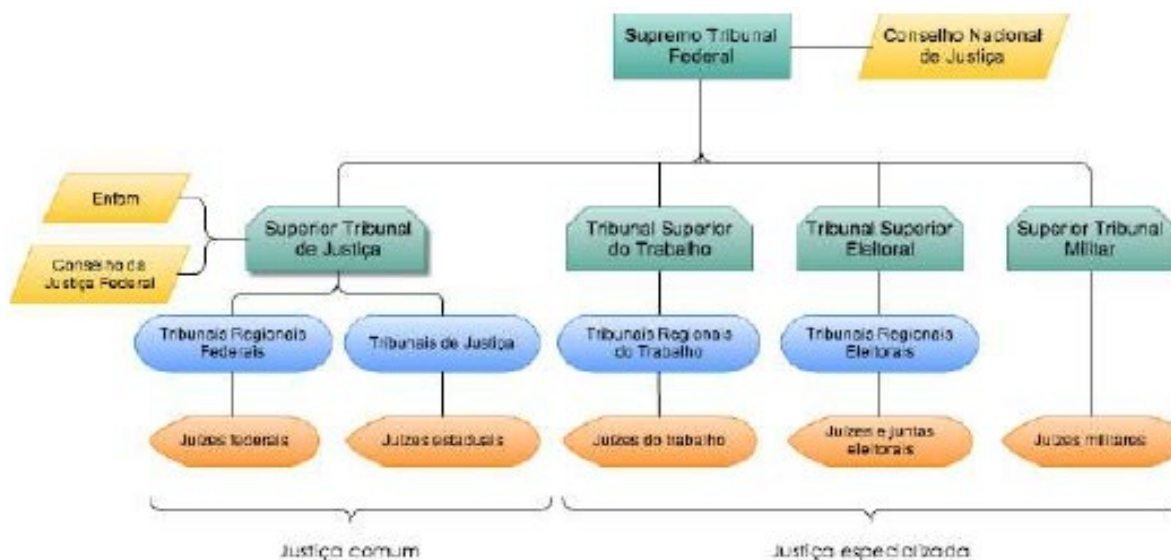 Supremo Tribunal
Federal
Conselho Nacional
de Justiça
Enfam
Conselho da
Justiça Federal
Superior Tribunal
de Justiça
Tribunal Superior
do Trabalho
Tribunal Superior
Eleitoral
Superior Tribunal
Militar
Tribunais Regionais
Federais
Tribunais de Justiça
Tribunais Regionais
do Trabalho
Tribunais Regionais
Eleitorais
Juízes federais
Juízes estaduais
Juízes do trabalho
Juízes e juntas
eleitorais
Juízes militares
Justiça comum
Justiça especializada